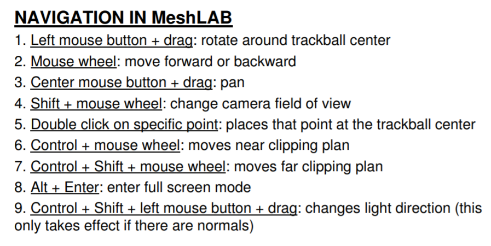 NAVIGATION IN MeshLAB
1. Left mouse button + drag: rotate around trackball center
2. Mouse wheel: move forward or backward
3. Center mouse button + drag: pan
4. Shift + mouse wheel: change camera field of view
5. Double click on specific point: places that point at the trackball center
6. Control + mouse wheel: moves near clipping plan
7. Control + Shift + mouse wheel: moves far clipping plan
8. Alt + Enter: enter full screen mode
9. Control + Shift + left mouse button + drag: changes light direction (this
only takes effect if there are normals)